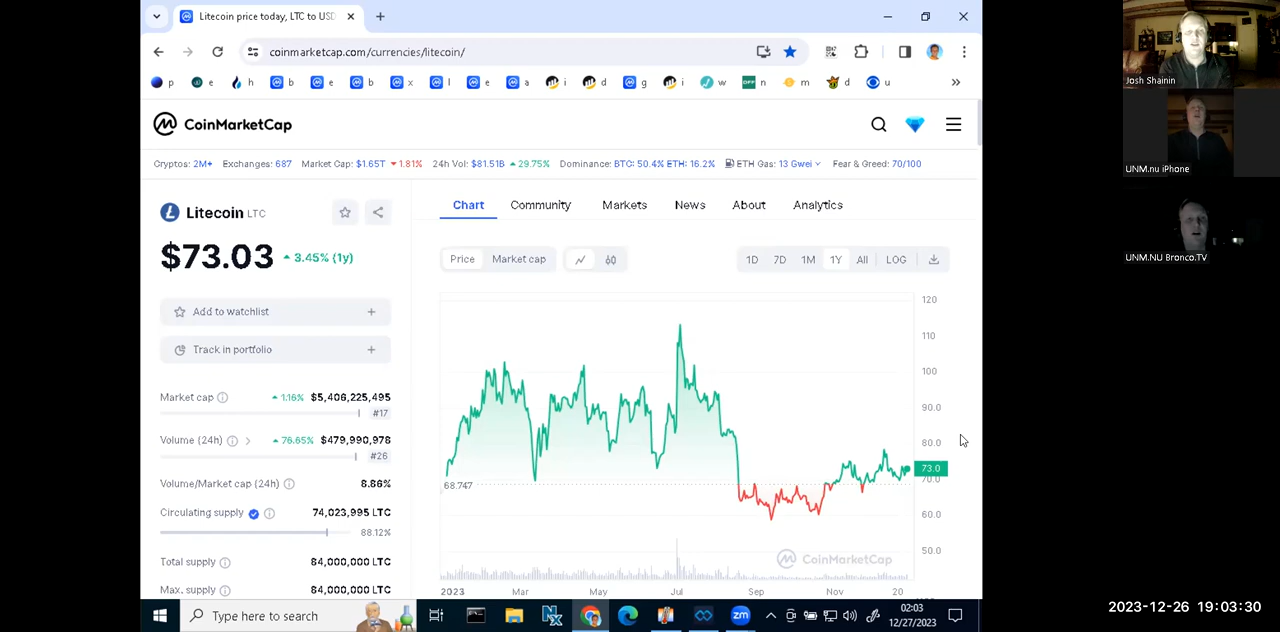 Litecoin price today, LTC to USD
coinmarketcap.com/currencies/litecoin/
p e h b e b x l e a i d g i w n m d u
CoinMarketCap
Cryptos: 2M+ Exchanges: 687 Market Cap: $1.65T 1.81% 24h Vol: $81.51B 29.75% Dominance: BTC: 50.4% ETH: 16.2% ETH Gas: 13 Gwei Fear & Greed: 70/100
Litecoin LTC
$73.03 3.45% (1y)
Add to watchlist +
Track in portfolio +
Market cap 1.16% $5,406,225,495
#17
Volume (24h) 76.65% $479,990,978
#26
Volume/Market cap (24h) 8.86%
Circulating supply 74,023,995 LTC
88.12%
Total supply 84,000,000 LTC
Max. supply 84,000,000 LTC
Chart Community Markets News About Analytics
Price Market cap 1D 7D 1M 1Y All LOG
120
110
100
90.0
80.0
73.0
70.0
60.0
50.0
68.747
CoinMarketCap
2023 Mar May Jul Sep Nov 20
Type here to search
zm
02:03
12/27/2023
Josh Shainin
UNM.nu iPhone
UNM.NU Bronco.TV
2023-12-26 19:03:30